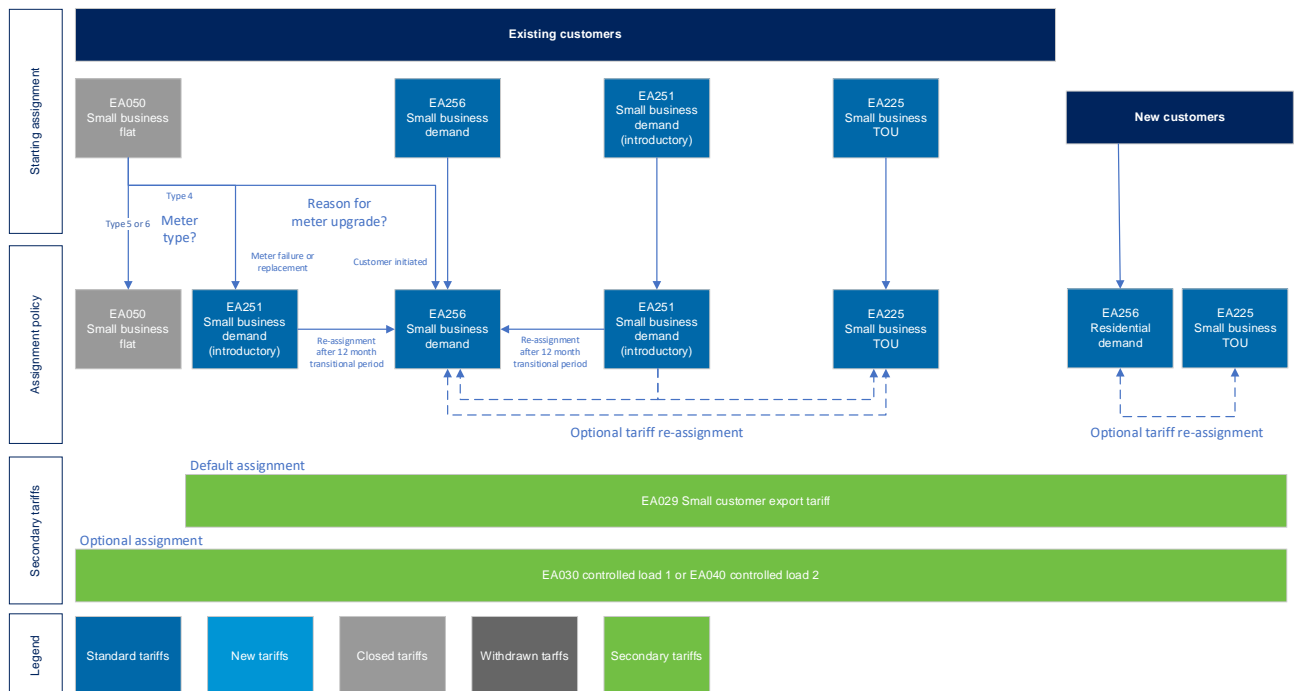 Starting assignment
Existing customers
EA050
Small business
flat
EA256
Small business
demand
EA251
Small business
demand
(introductory)
EA225
Small business
TOU
New customers
Type 4
Type 5 or 6
Meter
type?
Reason for
meter upgrade?
Meter failure or
replacement
Customer initiated
Assignment policy
EA050
Small business
flat
EA251
Small business
demand
(introductory)
Re-assignment
after 12 month
transitional period
EA256
Small business
demand
Re-assignment
after 12 month
transitional period
EA251
Small business
demand
(introductory)
EA225
Small business
TOU
EA256
Residential
demand
EA225
Small business
TOU
Optional tariff re-assignment
Optional tariff re-assignment
Secondary tariffs
Default assignment
EA029 Small customer export tariff
Optional assignment
EA030 controlled load 1 or EA040 controlled load 2
Legend
Standard tariffs
New tariffs
Closed tariffs
Withdrawn tarffs
Secondary tariffs